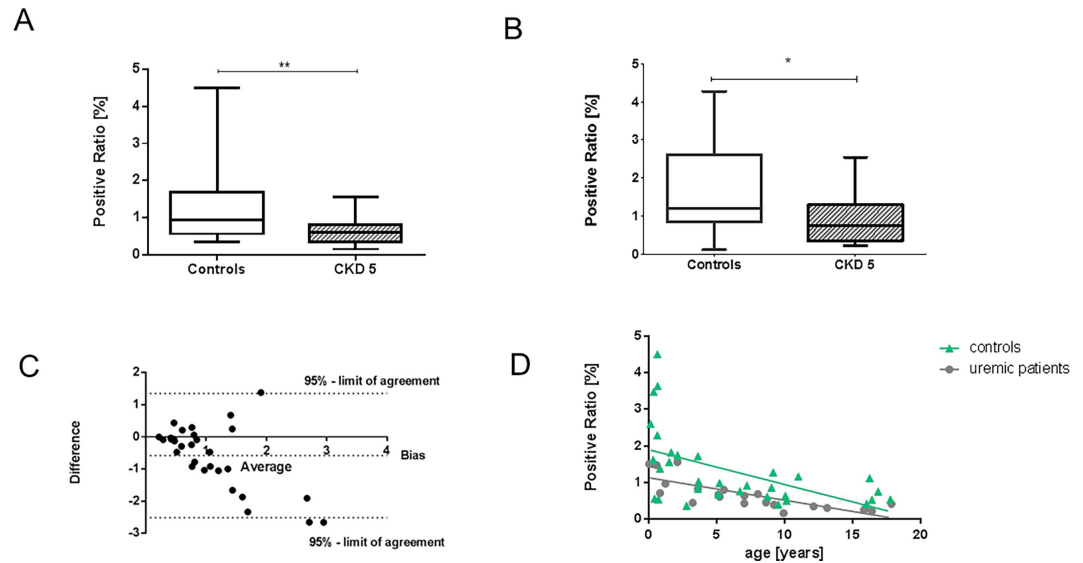 A
Positive Ratio [%]
5
4
3
2
1
0
**
Controls
CKD 5
B
Positive Ratio [%]
5
4
3
2
1
0
*
Controls
CKD 5
C
Difference
2
1
0
-1
-2
-3
1
2
3
4
95% - limit of agreement
Bias
Average
95% - limit of agreement
D
Positive Ratio [%]
5
4
3
2
1
0
0
5
10
15
20
age [years]
controls
uremic patients